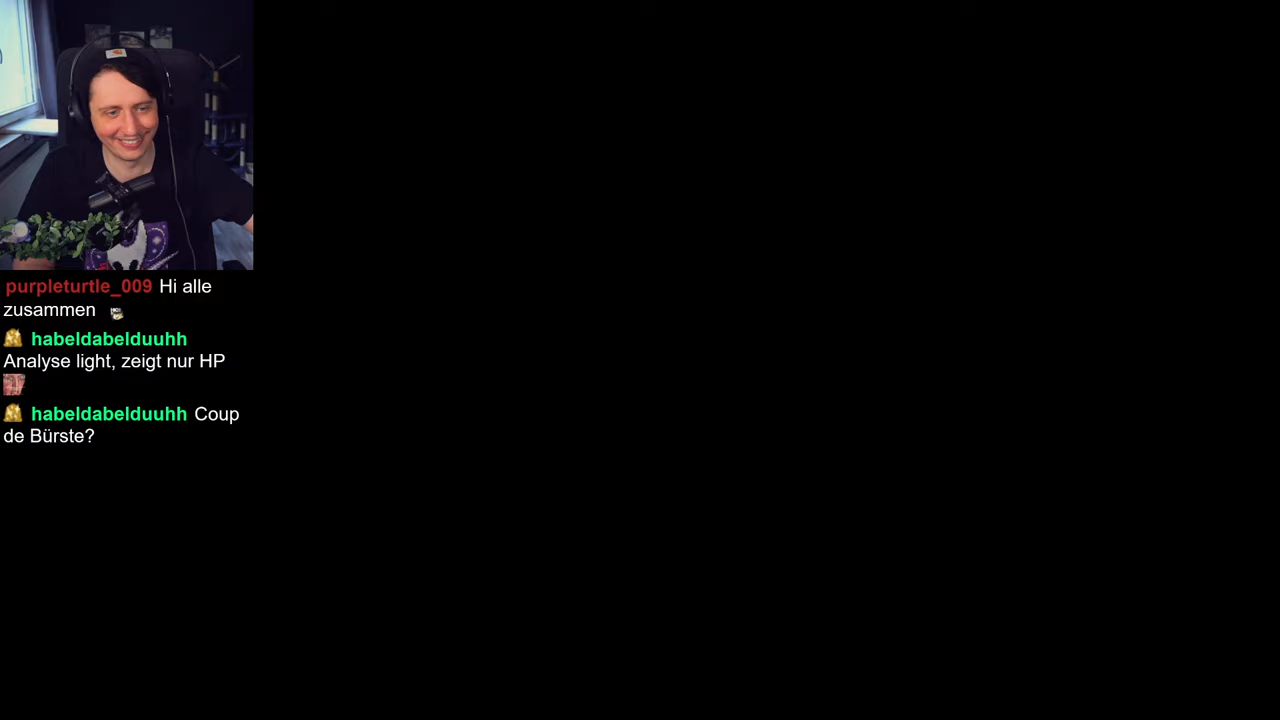 purpleturtle_009 Hi alle
zusammen
habeldabelduuhh
Analyse light, zeigt nur HP
habeldabelduuhh Coup
de Bürste?